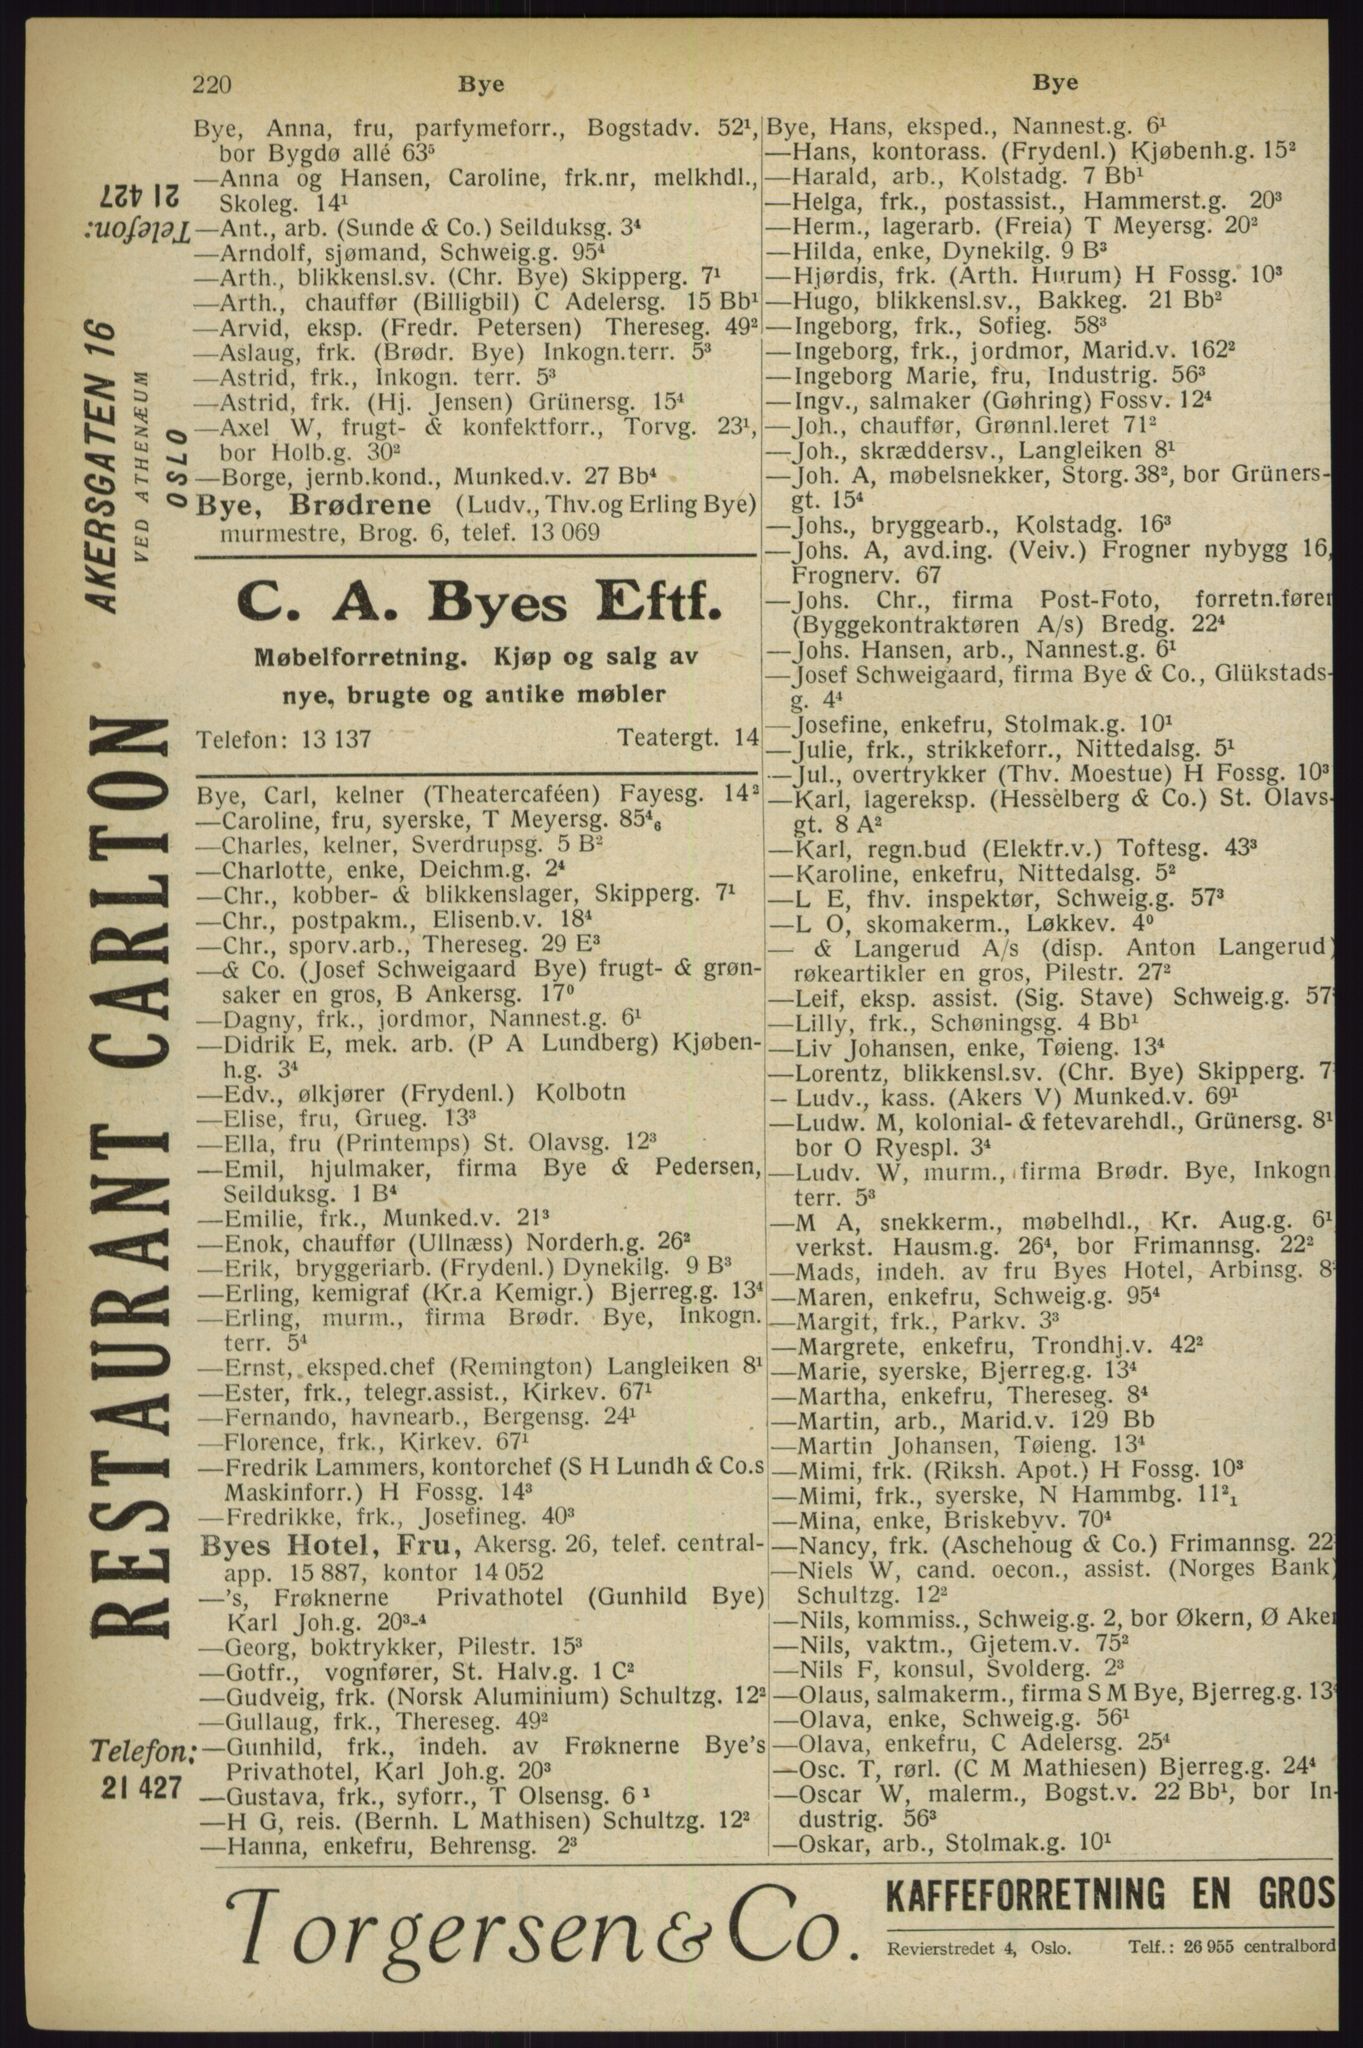 220
Bye
Bye
Bye, Anna, fru, parfymeforr., Bogstadv. 52¹,
bor Bygdø allé 63⁵
—Anna og Hansen, Caroline, frk.nr, melkhdl.,
Skoleg. 14¹
—Ant., arb. (Sunde & Co.) Seilduksg. 3⁴
—Arndolf, sjømand, Schweig.g. 95⁴
—Arth., blikkensl.sv. (Chr. Bye) Skipperg. 7¹
—Arth., chauffør (Billigbil) C Adelersg. 15 Bb¹
—Arvid, eksp. (Fredr. Petersen) Thereseg. 49²
—Aslaug, frk. (Brødr. Bye) Inkogn.terr. 5³
—Astrid, frk., Inkogn. terr. 5³
—Astrid, frk. (Hj. Jensen) Grünersg. 15⁴
—Axel W, frugt- & konfektforr., Torvg. 23¹,
bor Holb.g. 30²
—Borge, jernb.kond., Munked.v. 27 Bb⁴
Bye, Brødrene (Ludv., Thv.og Erling Bye)
murmestre, Brog. 6, telef. 13 069
C. A. Byes Eftf.
Møbelforretning. Kjøp og salg av
nye, brugte og antike møbler
Telefon: 13 137 Teatergt. 14
Bye, Carl, kelner (Theatercaféen) Fayesg. 14²
—Caroline, fru, syerske, T Meyersg. 85⁴₆
—Charles, kelner, Sverdrupsg. 5 B²
—Charlotte, enke, Deichm.g. 2⁴
—Chr., kobber- & blikkenslager, Skipperg. 7¹
—Chr., postpakm., Elisenb.v. 18⁴
—Chr., sporv.arb., Thereseg. 29 E³
—& Co. (Josef Schweigaard Bye) frugt- & grøn-
saker en gros, B Ankersg. 17⁰
—Dagny, frk., jordmor, Nannest.g. 6¹
—Didrik E, mek. arb. (P A Lundberg) Kjøben-
h.g. 3⁴
—Edv., ølkjører (Frydenl.) Kolbotn
—Elise, fru, Grueg. 13³
—Ella, fru (Printemps) St. Olavsg. 12³
—Emil, hjulmaker, firma Bye & Pedersen,
Seilduksg. 1 B⁴
—Emilie, frk., Munked.v. 21³
—Enok, chauffør (Ullnæss) Norderh.g. 26²
—Erik, bryggeriarb. (Frydenl.) Dynekilg. 9 B³
—Erling, kemigraf (Kr.a Kemigr.) Bjerreg.g. 13⁴
—Erling, murm., firma Brødr. Bye, Inkogn.
terr. 5⁴
—Ernst, eksped.chef (Remington) Langleiken 8¹
—Ester, frk., telegr.assist., Kirkev. 67¹
—Fernando, havnearb., Bergensg. 24¹
—Florence, frk., Kirkev. 67¹
—Fredrik Lammers, kontorchef (S H Lundh & Co.s
Maskinforr.) H Fossg. 14³
—Fredrikke, frk., Josefineg. 40³
Byes Hotel, Fru, Akersg. 26, telef. central-
app. 15 887, kontor 14 052
—'s, Frøknerne Privathotel (Gunhild Bye)
Karl Joh.g. 20³-⁴
—Georg, boktrykker, Pilestr. 15³
—Gotfr., vognfører, St. Halv.g. 1 C²
—Gudveig, frk. (Norsk Aluminium) Schultzg. 12²
—Gullaug, frk., Thereseg. 49²
—Gunhild, frk., indeh. av Frøknerne Bye's
Privathotel, Karl Joh.g. 20³
—Gustava, frk., syforr., T Olsensg. 6 ¹
—H G, reis. (Bernh. L Mathisen) Schultzg. 12²
—Hanna, enkefru, Behrensg. 2³
Bye, Hans, eksped., Nannest.g. 6¹
—Hans, kontorass. (Frydenl.) Kjøbenh.g. 15²
—Harald, arb., Kolstadg. 7 Bb¹
—Helga, frk., postassist., Hammerst.g. 20³
—Herm., lagerarb. (Freia) T Meyersg. 20²
—Hilda, enke, Dynekilg. 9 B³
—Hjørdis, frk. (Arth. Hurum) H Fossg. 10³
—Hugo, blikkensl.sv., Bakkeg. 21 Bb²
—Ingeborg, frk., Sofieg. 58³
—Ingeborg, frk., jordmor, Marid.v. 162²
—Ingeborg Marie, fru, Industrig. 56³
—Ingv., salmaker (Gøhring) Fossv. 12⁴
—Joh., chauffør, Grønnl.leret 71²
—Joh., skræddersv., Langleiken 8¹
—Joh. A, møbelsnekker, Storg. 38², bor Grüners-
gt. 15⁴
—Johs., bryggearb., Kolstadg. 16³
—Johs. A, avd.ing. (Veiv.) Frogner nybygg 16,
Frognerv. 67
—Johs. Chr., firma Post-Foto, forretn.fører
(Byggekontraktøren A/s) Bredg. 22⁴
—Johs. Hansen, arb., Nannest.g. 6¹
—Josef Schweigaard, firma Bye & Co., Glükstads-
g. 4⁴
—Josefine, enkefru, Stolmak.g. 10¹
—Julie, frk., strikkeforr., Nittedalsg. 5¹
—Jul., overtrykker (Thv. Moestue) H Fossg. 10³
—Karl, lagereksp. (Hesselberg & Co.) St. Olavs-
gt. 8 A²
—Karl, regn.bud (Elektr.v.) Toftesg. 43³
—Karoline, enkefru, Nittedalsg. 5²
—L E, fhv. inspektør, Schweig.g. 57³
—L O, skomakerm., Løkkev. 4⁰
— & Langerud A/s (disp. Anton Langerud)
røkeartikler en gros, Pilestr. 27²
—Leif, eksp. assist. (Sig. Stave) Schweig.g. 57
—Lilly, frk., Schøningsg. 4 Bb¹
—Liv Johansen, enke, Tøieng. 13⁴
—Lorentz, blikkensl.sv. (Chr. Bye) Skipperg. 7
—Ludv., kass. (Akers V) Munked.v. 69¹
—Ludw. M, kolonial- & fetevarehdl., Grünersg. 8¹
bor O Ryespl. 3⁴
—Ludv. W, murm., firma Brødr. Bye, Inkogn
terr. 5³
—M A, snekkerm., møbelhdl., Kr. Aug.g. 6¹
verkst. Hausm.g. 26⁴, bor Frimannsg. 22²
—Mads, indeh. av fru Byes Hotel, Arbinsg. 8
—Maren, enkefru, Schweig.g. 95⁴
—Margit, frk., Parkv. 3³
—Margrete, enkefru, Trondhj.v. 42²
—Marie, syerske, Bjerreg.g. 13⁴
—Martha, enkefru, Thereseg. 8⁴
—Martin, arb., Marid.v. 129 Bb
—Martin Johansen, Tøieng. 13⁴
—Mimi, frk. (Riksh. Apot.) H Fossg. 10³
—Mimi, frk., syerske, N Hammbg. 11²₁
—Mina, enke, Briskebyv. 70⁴
—Nancy, frk. (Aschehoug & Co.) Frimannsg. 22
—Niels W, cand. oecon., assist. (Norges Bank)
Schultzg. 12²
—Nils, kommiss., Schweig.g. 2, bor Økern, Ø Aker
—Nils, vaktm., Gjetem.v. 75²
—Nils F, konsul, Svolderg. 2³
—Olaus, salmakerm., firma S M Bye, Bjerreg.g. 13⁴
—Olava, enke, Schweig.g. 56¹
—Olava, enkefru, C Adelersg. 25⁴
—Osc. T, rørl. (C M Mathiesen) Bjerreg.g. 24⁴
—Oscar W, malerm., Bogst.v. 22 Bb¹, bor In-
dustrig. 56³
—Oskar, arb., Stolmak.g. 10¹
Telefon:
21 427
AKERSGATEN 16
VED ATHENÆUM
OSLO
RESTAURANT CARLTON
Telefon:
21 427
Torgersen & Co.
KAFFEFORRETNING EN GROS
Revierstredet 4, Oslo. Telf.: 26 955 centralbord